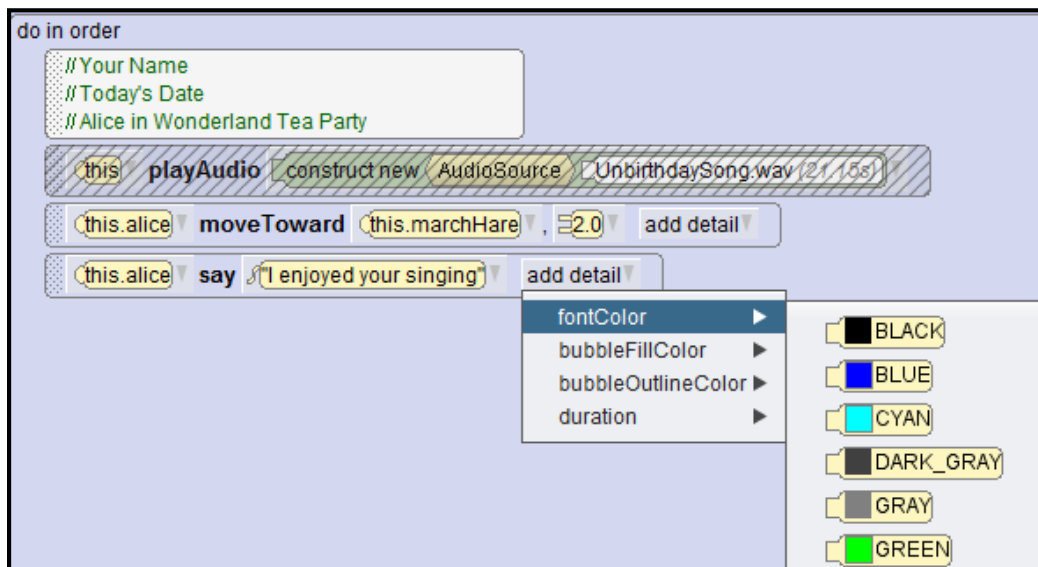 do in order
//Your Name
//Today's Date
//Alice in Wonderland Tea Party
this playAudio construct new AudioSource UnbirthdaySong.wav (21.15s)
this.alice moveToward this.marchHare , 2.0 add detail
this.alice say "I enjoyed your singing" add detail
fontColor
bubbleFillColor
bubbleOutlineColor
duration
BLACK
BLUE
CYAN
DARK_GRAY
GRAY
GREEN